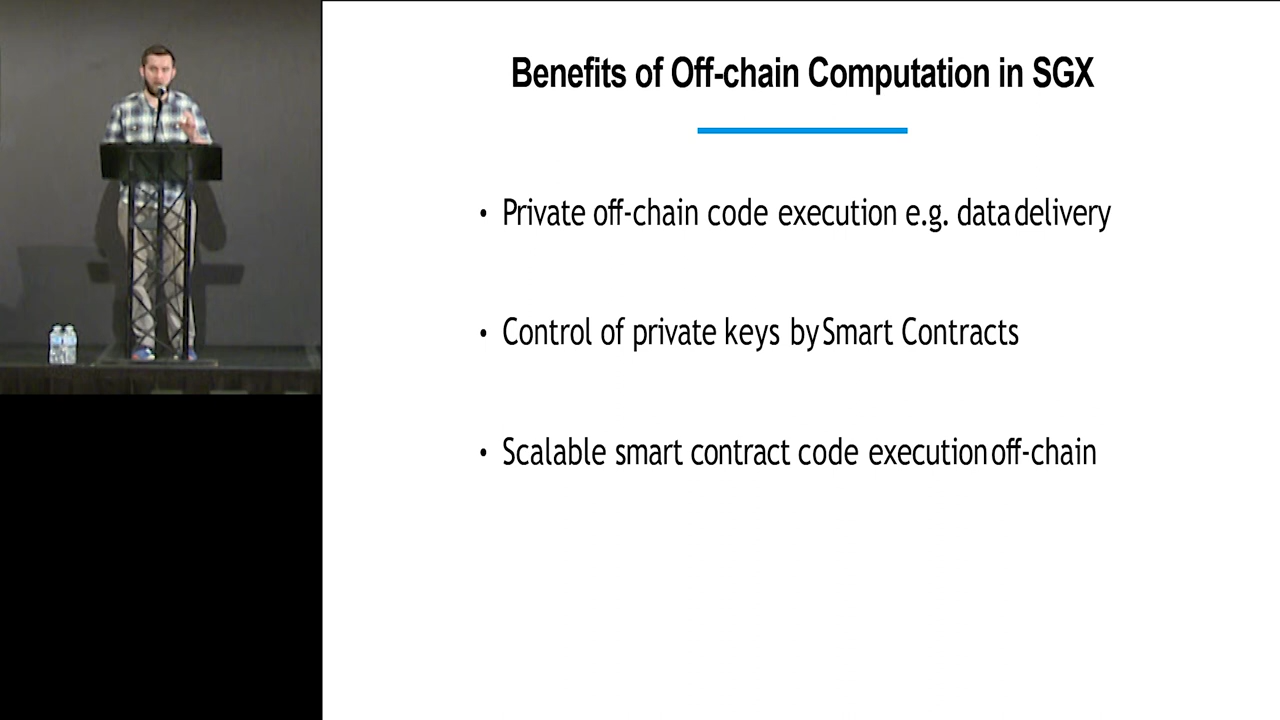 Benefits of Off-chain Computation in SGX
• Private off-chain code execution e.g. data delivery
• Control of private keys by Smart Contracts
• Scalable smart contract code execution off-chain